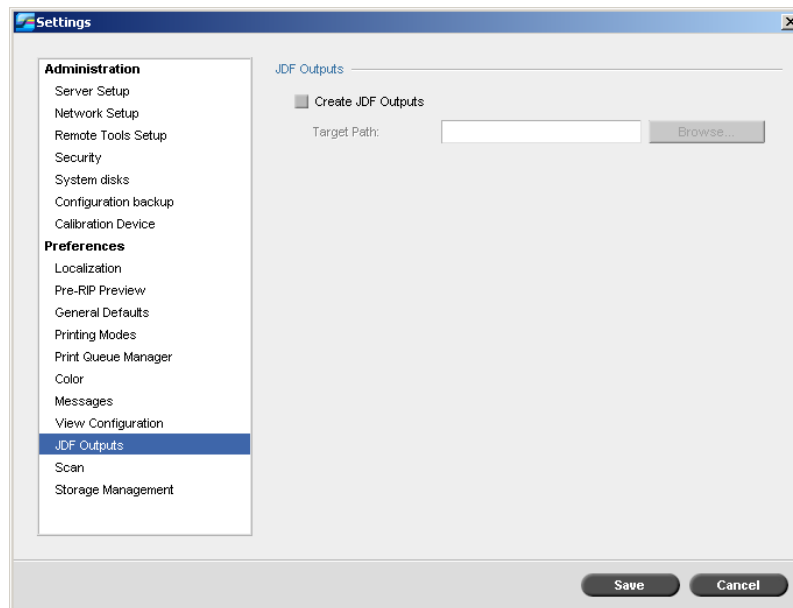 Settings
Administration
Server Setup
Network Setup
Remote Tools Setup
Security
System disks
Configuration backup
Calibration Device
Preferences
Localization
Pre-RIP Preview
General Defaults
Printing Modes
Print Queue Manager
Color
Messages
View Configuration
JDF Outputs
Scan
Storage Management
JDF Outputs
Create JDF Outputs
Target Path:
Browse...
Save
Cancel